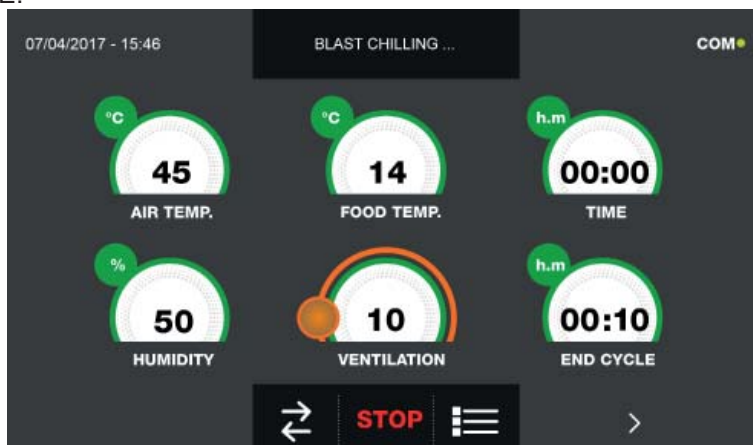 07/04/2017 - 15:46
BLAST CHILLING ...
COM
°C
45
AIR TEMP.
°C
14
FOOD TEMP.
h.m
00:00
TIME
%
50
HUMIDITY
10
VENTILATION
h.m
00:10
END CYCLE
STOP